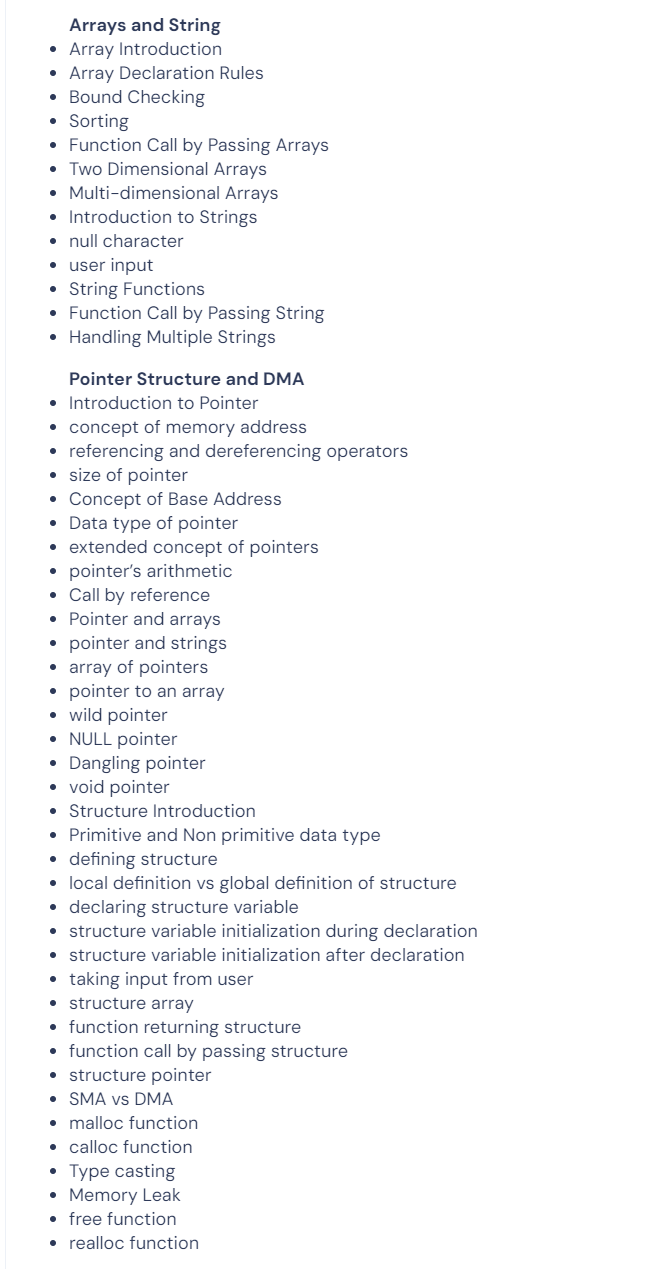 Arrays and String
Array Introduction
Array Declaration Rules
Bound Checking
Sorting
Function Call by Passing Arrays
Two Dimensional Arrays
Multi-dimensional Arrays
Introduction to Strings
null character
user input
String Functions
Function Call by Passing String
Handling Multiple Strings
Pointer Structure and DMA
Introduction to Pointer
concept of memory address
referencing and dereferencing operators
size of pointer
Concept of Base Address
Data type of pointer
extended concept of pointers
pointer’s arithmetic
Call by reference
Pointer and arrays
pointer and strings
array of pointers
pointer to an array
wild pointer
NULL pointer
Dangling pointer
void pointer
Structure Introduction
Primitive and Non primitive data type
defining structure
local definition vs global definition of structure
declaring structure variable
structure variable initialization during declaration
structure variable initialization after declaration
taking input from user
structure array
function returning structure
function call by passing structure
structure pointer
SMA vs DMA
malloc function
calloc function
Type casting
Memory Leak
free function
realloc function